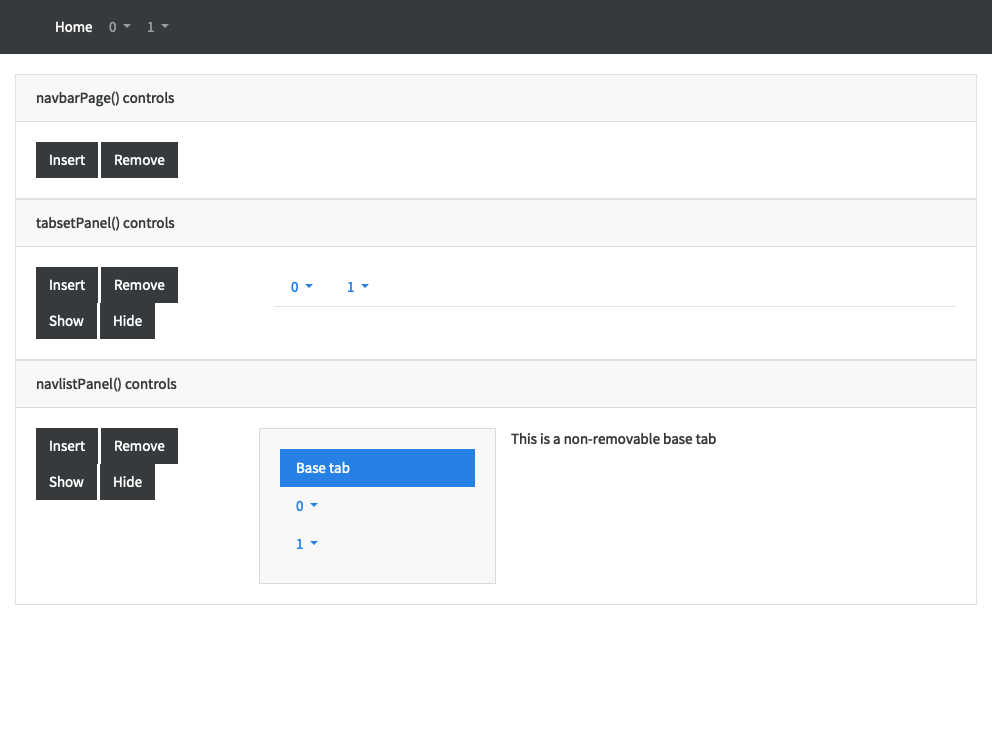 Home 0 1
navbarPage() controls
Insert Remove
tabsetPanel() controls
Insert Remove 0 1
Show Hide
navlistPanel() controls
Insert Remove
Show Hide
Base tab
0
1
This is a non-removable base tab